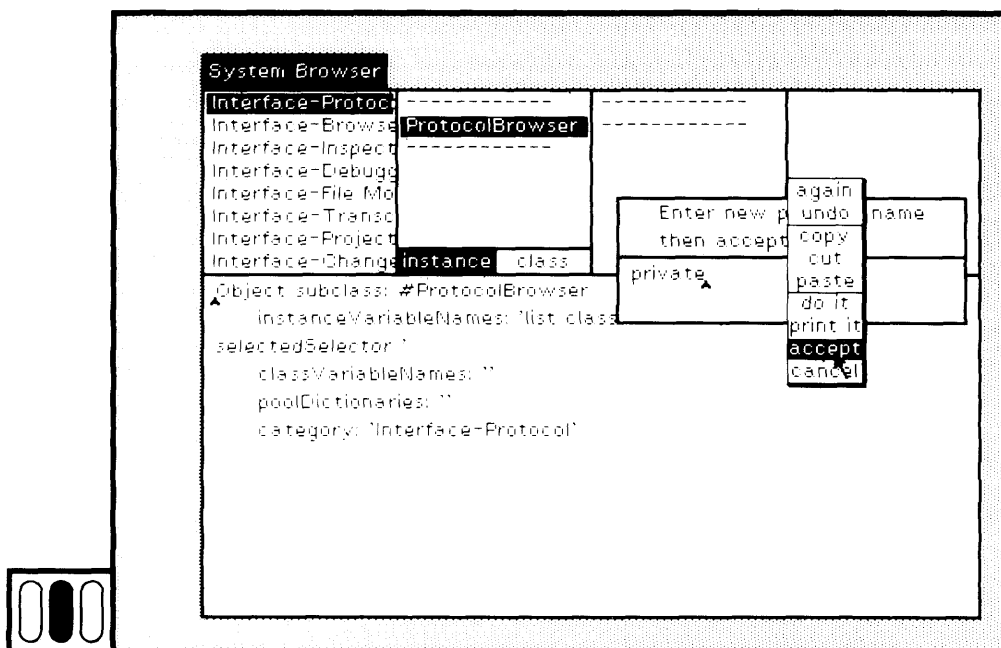 System Browser
Interface-Protoc
Interface-Browse
Interface-Inspect
Interface-Debugg
Interface-File Mo
Interface-Transc
Interface-Project
Interface-Change
------------
ProtocolBrowser
------------
instance class
------------
------------
Enter new p name
then accept
private
again
undo
copy
cut
paste
do it
print it
accept
cancel
Object subclass: #ProtocolBrowser
instanceVariableNames: 'list class
selectedSelector '
classVariableNames: ''
poolDictionaries: ''
category: 'Interface-Protocol'